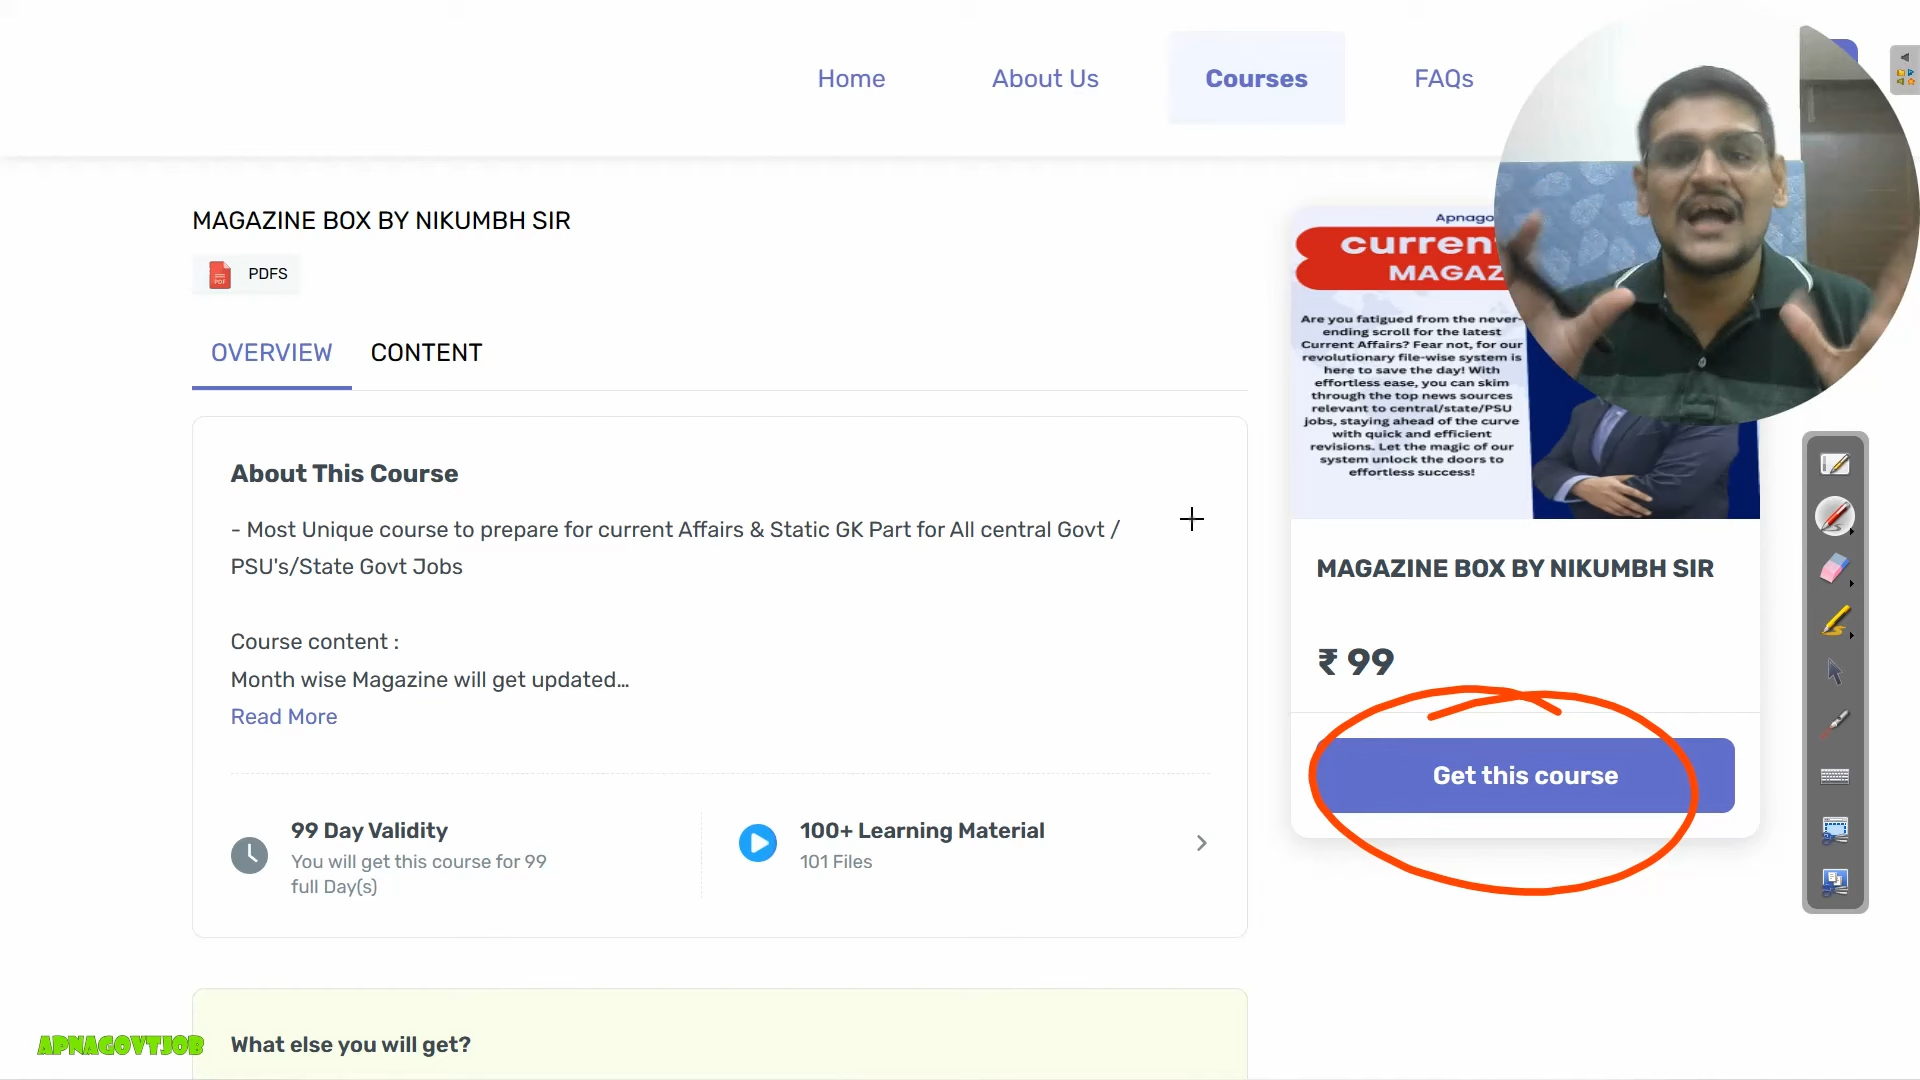 Home
About Us
Courses
FAQs
MAGAZINE BOX BY NIKUMBH SIR
PDFS
OVERVIEW
CONTENT
About This Course
- Most Unique course to prepare for current Affairs & Static GK Part for All central Govt /
PSU's/State Govt Jobs
Course content :
Month wise Magazine will get updated...
Read More
99 Day Validity
You will get this course for 99
full Day(s)
100+ Learning Material
101 Files
What else you will get?
APNAGOVTJOB
Apnago
curren
MAGAZ
Are you fatigued from the never-
ending scroll for the latest
Current Affairs? Fear not, for our
revolutionary file-wise system is
here to save the day! With
effortless ease, you can skim
through the top news sources
relevant to central/state/PSU
jobs, staying ahead of the curve
with quick and efficient
revisions. Let the magic of our
system unlock the doors to
effortless success!
MAGAZINE BOX BY NIKUMBH SIR
₹ 99
Get this course